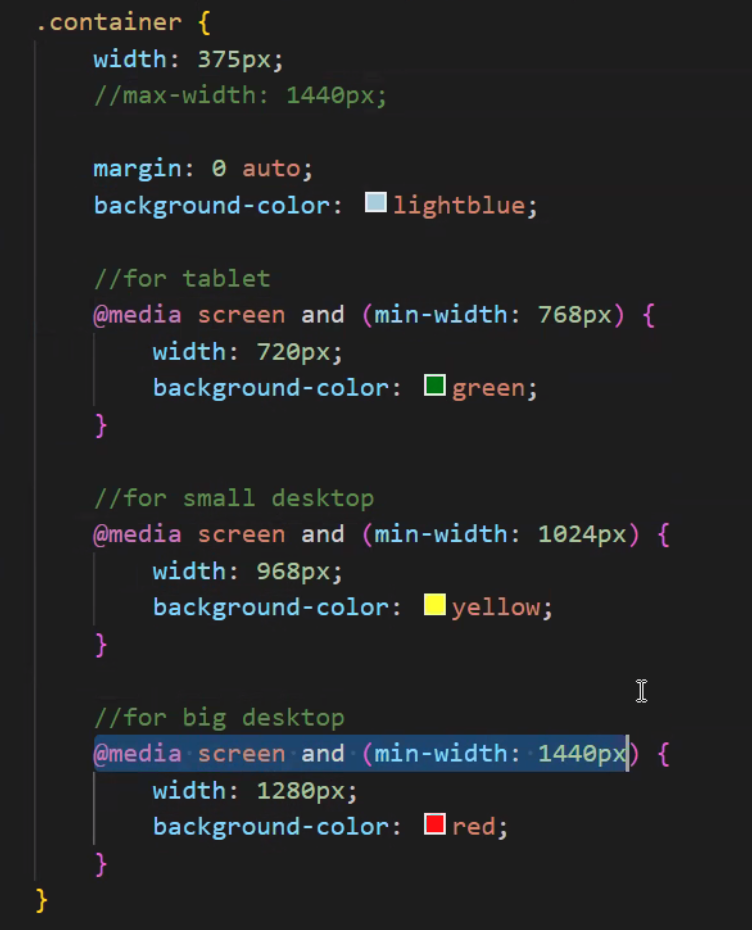 .container {
width: 375px;
//max-width: 1440px;
margin: 0 auto;
background-color: lightblue;
//for tablet
@media screen and (min-width: 768px) {
width: 720px;
background-color: green;
}
//for small desktop
@media screen and (min-width: 1024px) {
width: 968px;
background-color: yellow;
}
//for big desktop
@media screen and (min-width: 1440px) {
width: 1280px;
background-color: red;
}
}